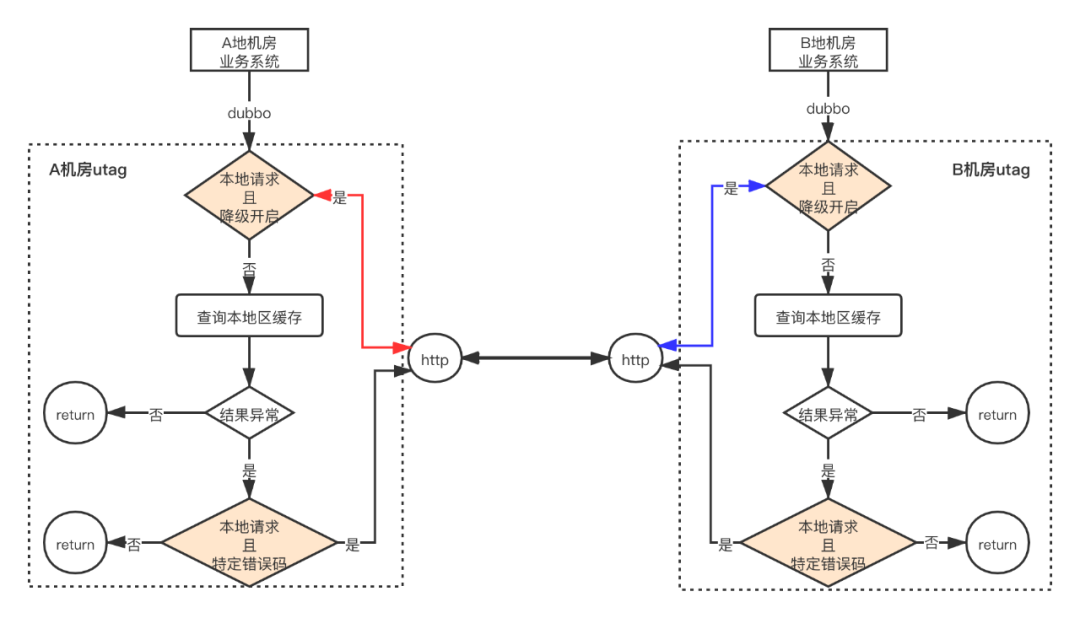 A地机房
业务系统
dubbo
A机房utag
本地请求
且
降级开启
是
否
查询本地区缓存
http
return
否
结果异常
是
return
否
本地请求
且
特定错误码
是
B地机房
业务系统
dubbo
B机房utag
本地请求
且
降级开启
是
否
查询本地区缓存
http
结果异常
否
return
是
本地请求
且
特定错误码
是
否
return